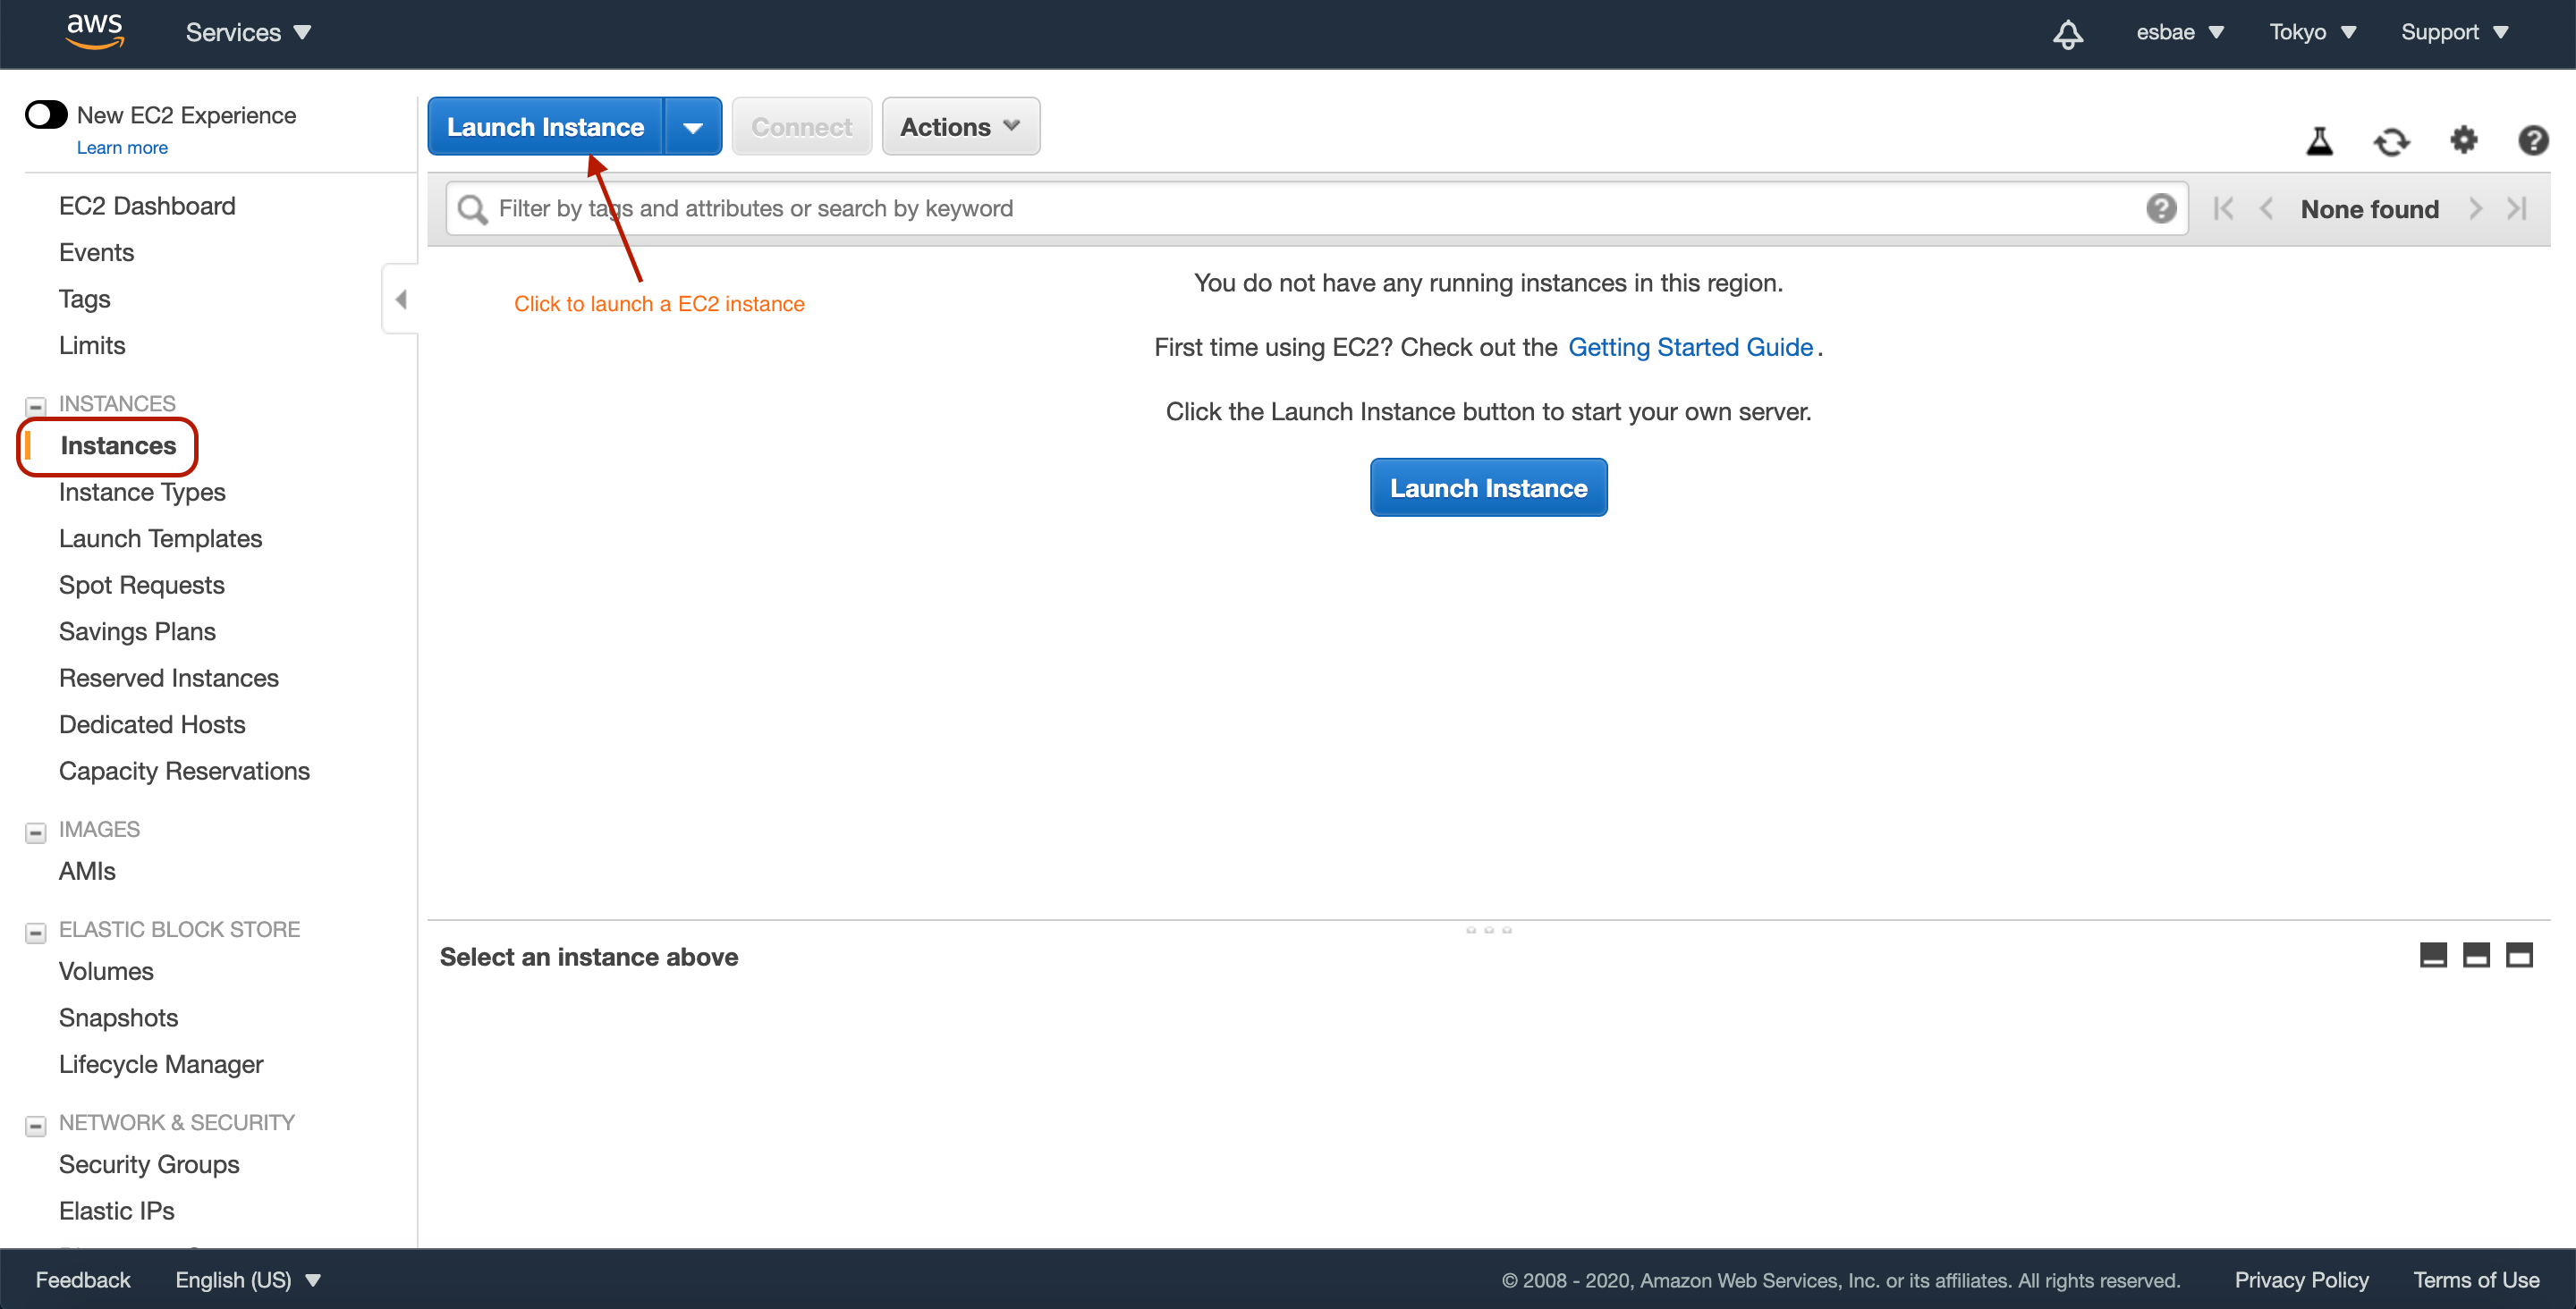 aws Services esbae Tokyo Support
New EC2 Experience
Learn more
Launch Instance Connect Actions
Filter by tags and attributes or search by keyword None found
Click to launch a EC2 instance
You do not have any running instances in this region.
First time using EC2? Check out the Getting Started Guide.
Click the Launch Instance button to start your own server.
Launch Instance
EC2 Dashboard
Events
Tags
Limits
INSTANCES
Instances
Instance Types
Launch Templates
Spot Requests
Savings Plans
Reserved Instances
Dedicated Hosts
Capacity Reservations
IMAGES
AMIs
ELASTIC BLOCK STORE
Volumes
Snapshots
Lifecycle Manager
NETWORK & SECURITY
Security Groups
Elastic IPs
Select an instance above
Feedback English (US) © 2008 - 2020, Amazon Web Services, Inc. or its affiliates. All rights reserved. Privacy Policy Terms of Use